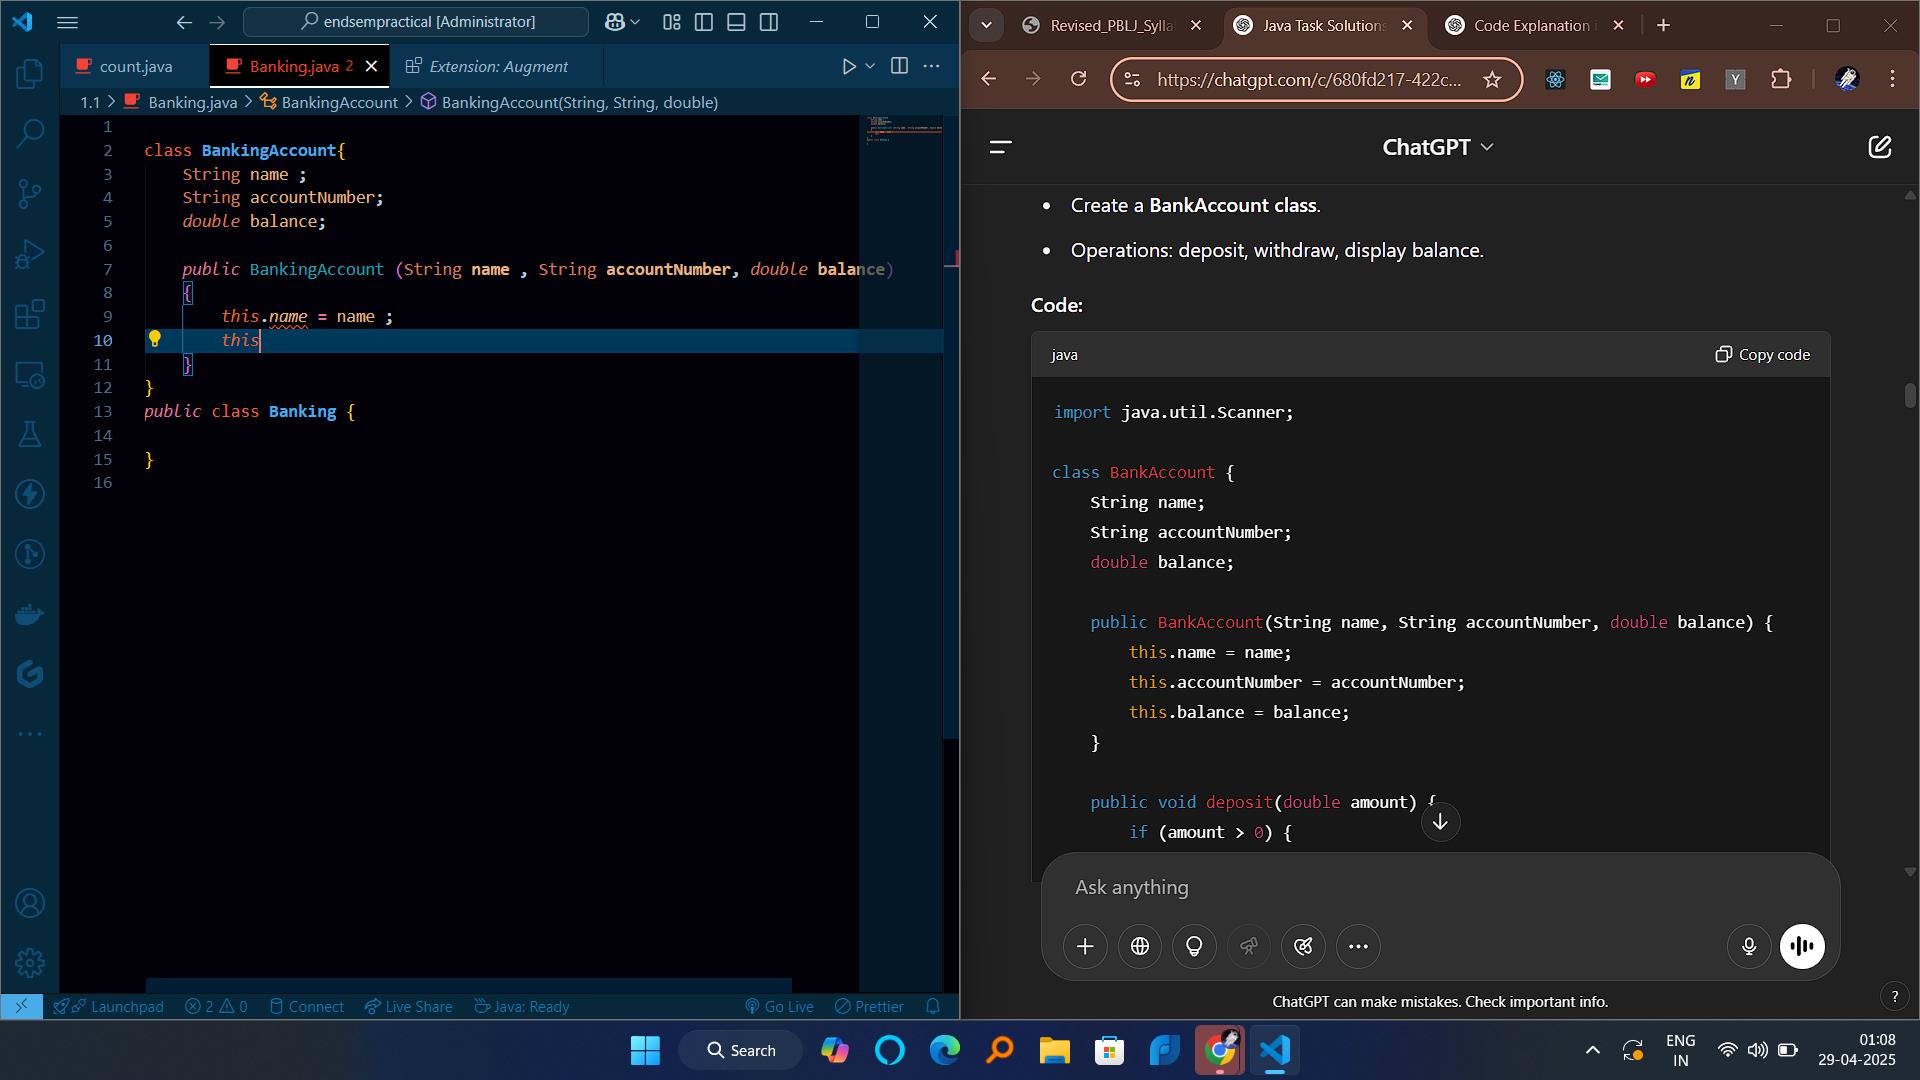 endsempractical [Administrator]
count.java
Banking.java 2
Extension: Augment
1.1 > Banking.java > BankingAccount > BankingAccount(String, String, double)
1
2 class BankingAccount{
3 String name ;
4 String accountNumber;
5 double balance;
6
7 public BankingAccount (String name , String accountNumber, double balance)
8 {
9 this.name = name ;
10 this
11 }
12 }
13 public class Banking {
14
15 }
16
Launchpad
2 0
Connect
Live Share
Java: Ready
Go Live
Prettier
Revised_PBLJ_Sylla
Java Task Solutions
Code Explanation
https://chatgpt.com/c/680fd217-422c...
ChatGPT
• Create a BankAccount class.
• Operations: deposit, withdraw, display balance.
Code:
java
Copy code
import java.util.Scanner;
class BankAccount {
String name;
String accountNumber;
double balance;
public BankAccount(String name, String accountNumber, double balance) {
this.name = name;
this.accountNumber = accountNumber;
this.balance = balance;
}
public void deposit(double amount) {
if (amount > 0) {
Ask anything
ChatGPT can make mistakes. Check important info.
?
Search
ENG
IN
01:08
29-04-2025